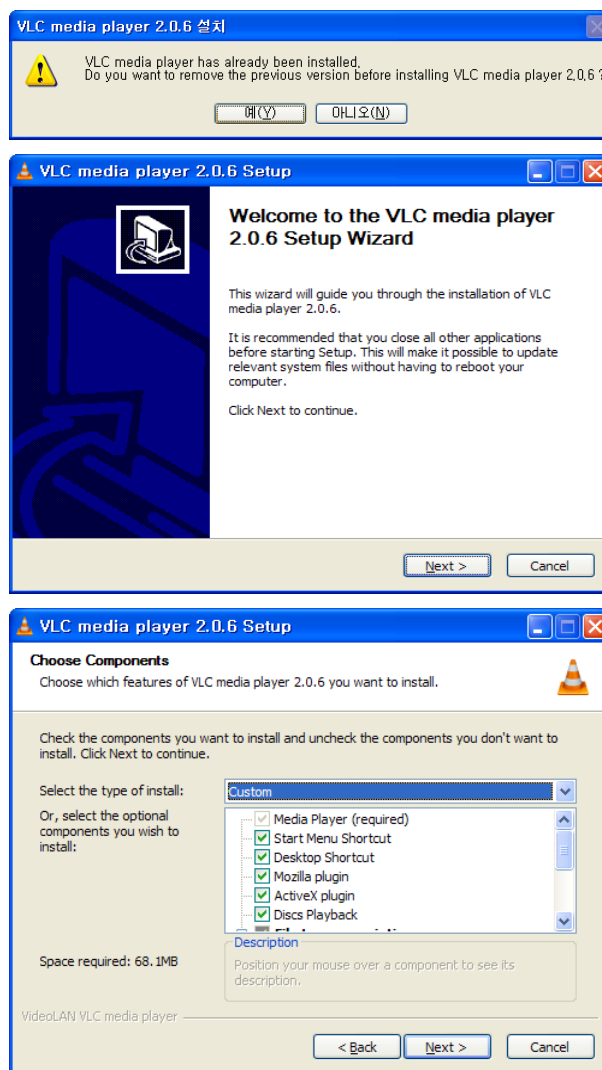 VLC media player 2.0.6 설치
VLC media player has already been installed.
Do you want to remove the previous version before installing VLC media player 2.0.6 ?
예(Y)
아니오(N)
VLC media player 2.0.6 Setup
Welcome to the VLC media player
2.0.6 Setup Wizard
This wizard will guide you through the installation of VLC
media player 2.0.6.
It is recommended that you close all other applications
before starting Setup. This will make it possible to update
relevant system files without having to reboot your
computer.
Click Next to continue.
Next >
Cancel
VLC media player 2.0.6 Setup
Choose Components
Choose which features of VLC media player 2.0.6 you want to install.
Check the components you want to install and uncheck the components you don't want to
install. Click Next to continue.
Select the type of install:
Custom
Or, select the optional
components you wish to
install:
Media Player (required)
Start Menu Shortcut
Desktop Shortcut
Mozilla plugin
ActiveX plugin
Discs Playback
Space required: 68.1MB
Description
Position your mouse over a component to see its
description.
VideoLAN VLC media player
< Back
Next >
Cancel